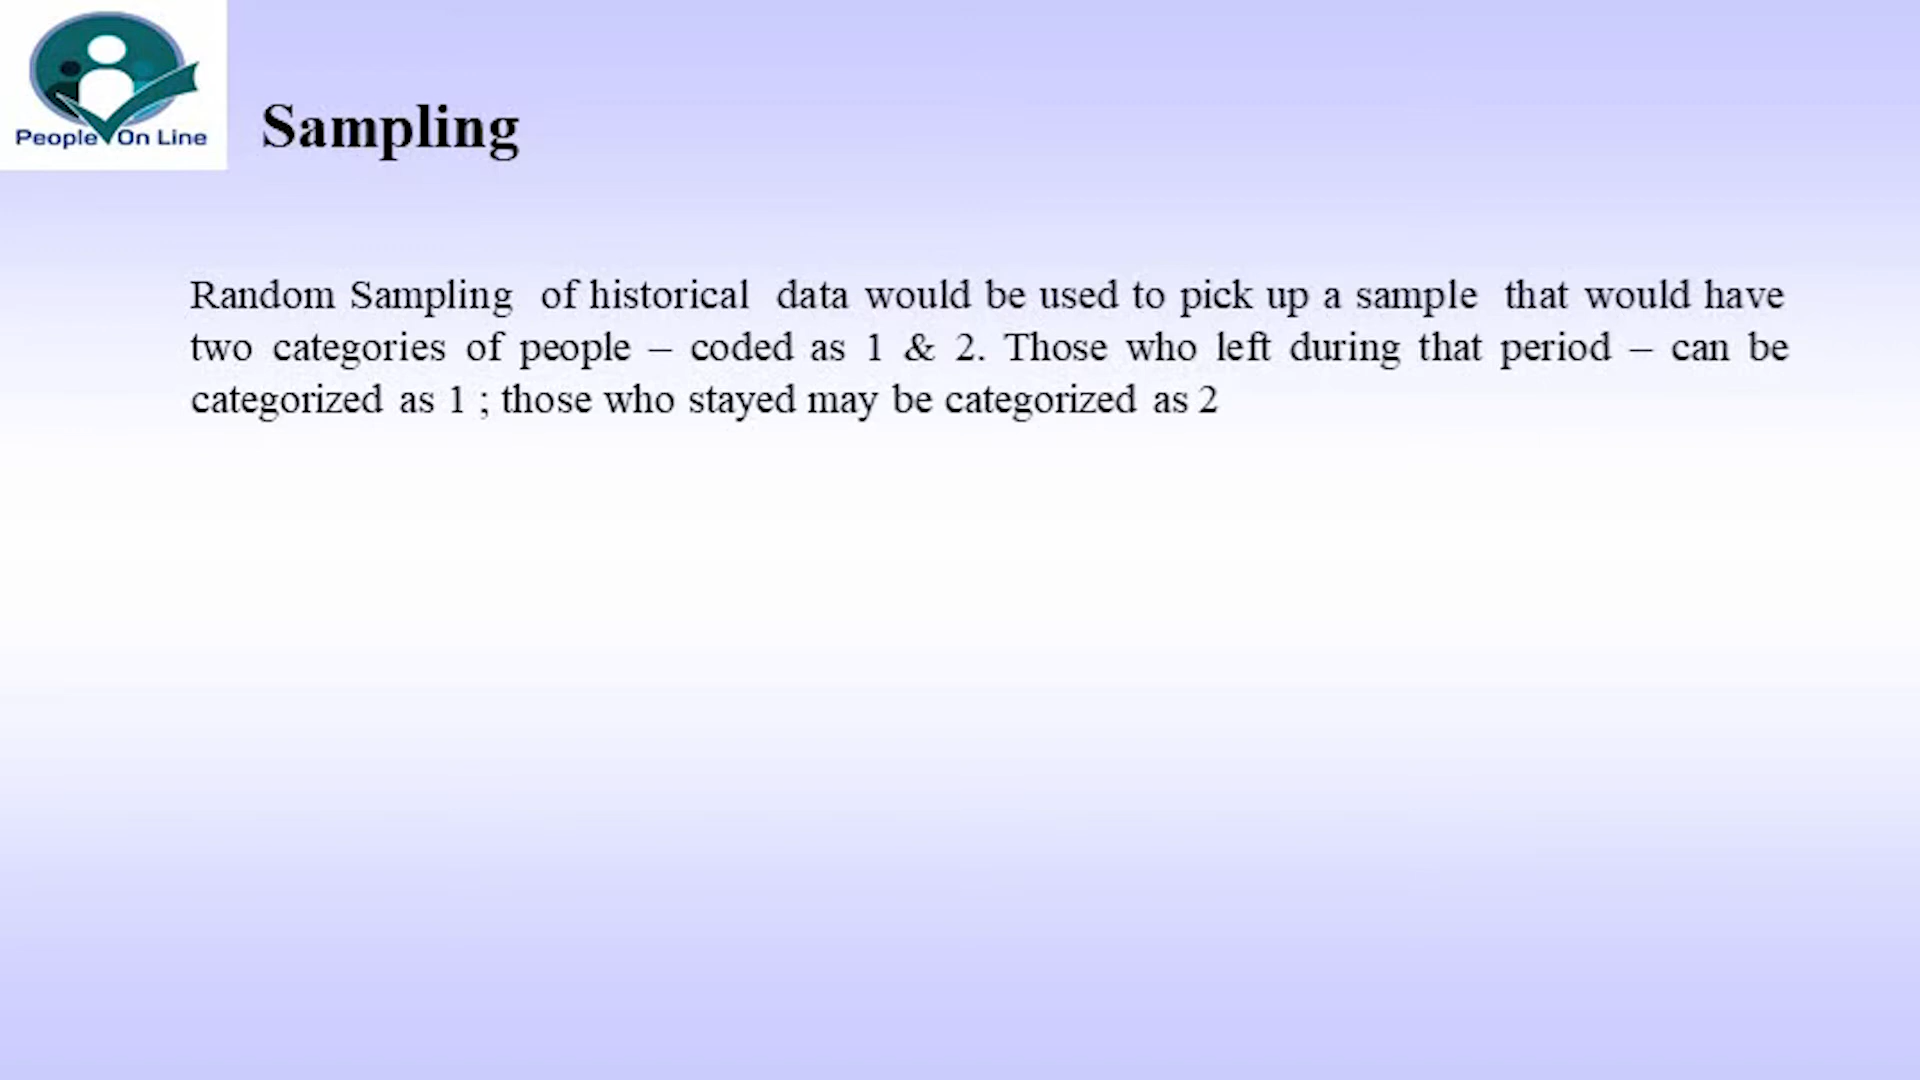 People On Line
Sampling
Random Sampling of historical data would be used to pick up a sample that would have
two categories of people – coded as 1 & 2. Those who left during that period – can be
categorized as 1 ; those who stayed may be categorized as 2